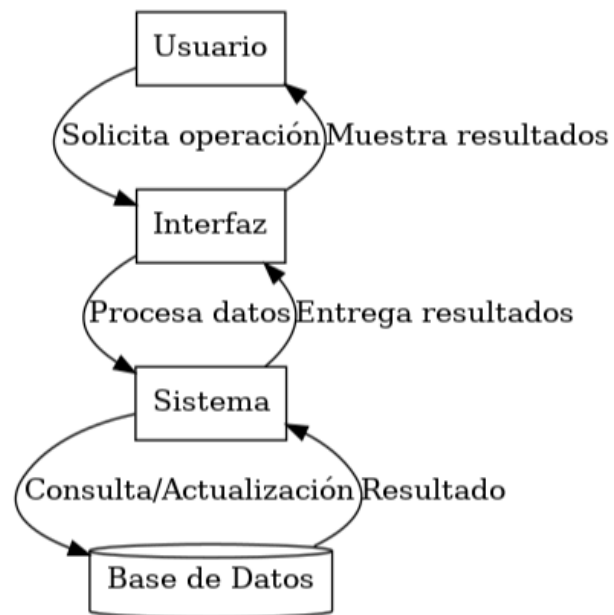 Usuario
Solicita operación Muestra resultados
Interfaz
Procesa datos Entrega resultados
Sistema
Consulta/Actualización Resultado
Base de Datos